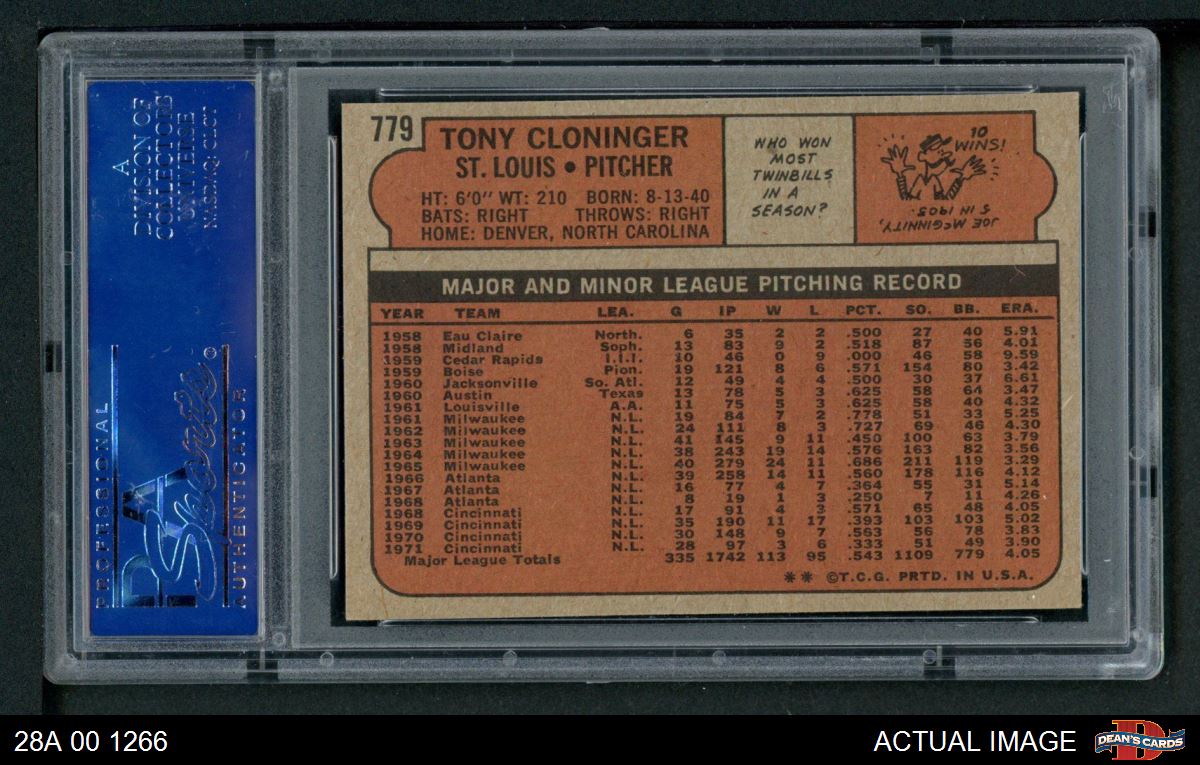 A
DIVISION OF
COLLECTORS
UNIVERSE
NASDAQ: CLCT
PROFESSIONAL
PSA
Sports
AUTHENTICATOR
779
TONY CLONINGER
ST. LOUIS • PITCHER
HT: 6'0" WT: 210 BORN: 8-13-40
BATS: RIGHT THROWS: RIGHT
HOME: DENVER, NORTH CAROLINA
WHO WON
MOST
TWINBILLS
IN A
SEASON?
10
WINS!
JOE McGINNITY,
5 IN 1903.
MAJOR AND MINOR LEAGUE PITCHING RECORD
YEAR TEAM LEA. G IP W L PCT. SO. BB. ERA.
1958 Eau Claire North. 6 35 2 2 .500 27 40 5.91
1958 Midland Soph. 13 83 9 2 .518 87 56 4.01
1959 Cedar Rapids I.I.I. 10 46 0 9 .000 46 58 9.59
1959 Boise Pion. 19 121 8 6 .571 154 80 3.42
1960 Jacksonville So. Atl. 12 49 4 4 .500 30 37 6.61
1960 Austin Texas 13 78 5 3 .625 58 64 3.47
1961 Louisville A.A. 11 75 5 3 .625 58 40 4.32
1961 Milwaukee N.L. 19 84 7 2 .778 51 33 5.25
1962 Milwaukee N.L. 24 111 8 3 .727 69 46 4.30
1963 Milwaukee N.L. 41 145 9 11 .450 100 63 3.79
1964 Milwaukee N.L. 38 243 19 14 .576 163 82 3.56
1965 Milwaukee N.L. 40 279 24 11 .686 211 119 3.29
1966 Atlanta N.L. 39 258 14 11 .560 178 116 4.12
1967 Atlanta N.L. 16 77 4 7 .364 55 31 5.14
1968 Atlanta N.L. 8 19 1 3 .250 7 11 4.26
1968 Cincinnati N.L. 17 91 4 3 .571 65 48 4.05
1969 Cincinnati N.L. 35 190 11 17 .393 103 103 5.02
1970 Cincinnati N.L. 30 148 9 7 .563 56 78 3.83
1971 Cincinnati N.L. 28 97 3 6 .333 51 49 3.90
Major League Totals 335 1742 113 95 .543 1109 779 4.05
** ©T.C.G. PRTD. IN U.S.A.
28A 00 1266
ACTUAL IMAGE
DEAN'S CARDS